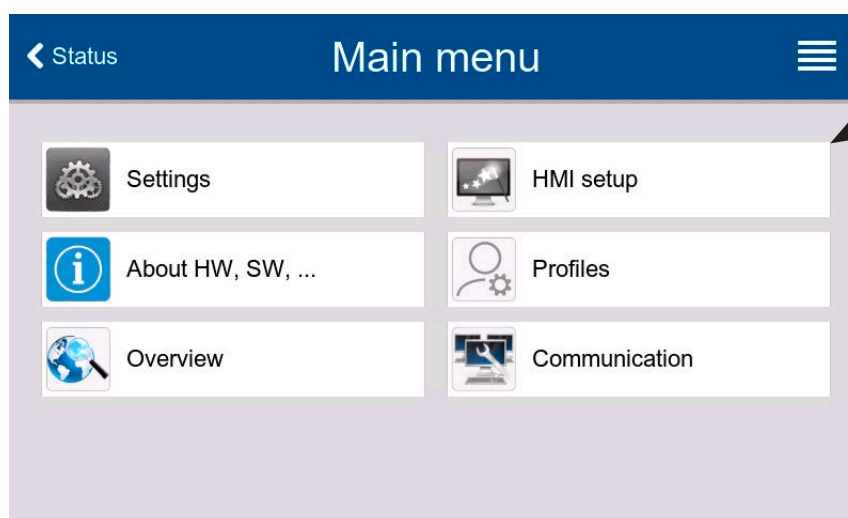 Status
Main menu
Settings
HMI setup
About HW, SW, ...
Profiles
Overview
Communication